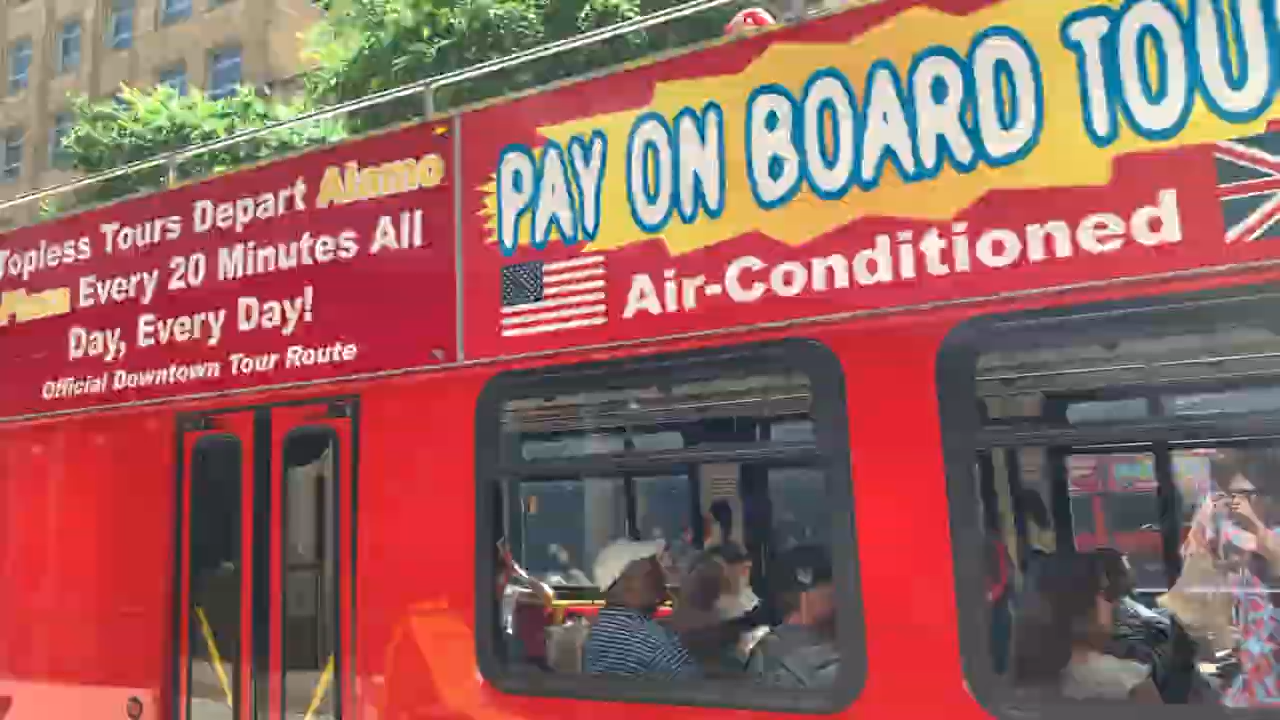 Topless Tours Depart Alamo
Plaza Every 20 Minutes All
Day, Every Day!
Official Downtown Tour Route
PAY ON BOARD TOU
Air-Conditioned